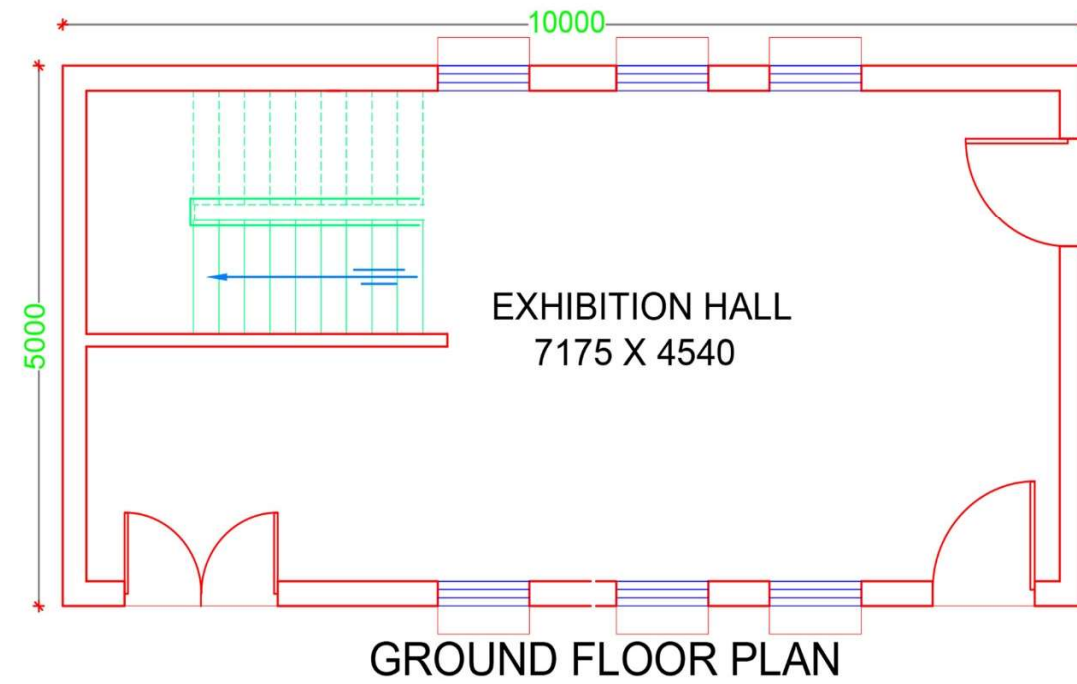 10000
5000
EXHIBITION HALL
7175 X 4540
GROUND FLOOR PLAN